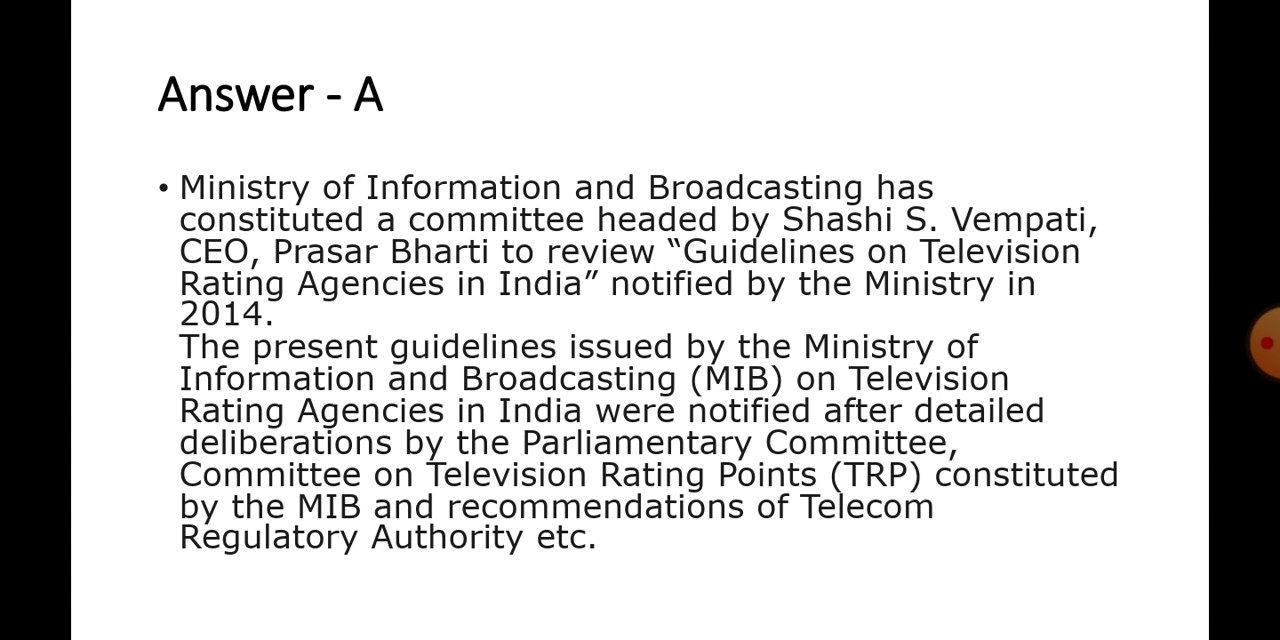 Answer - A
• Ministry of Information and Broadcasting has
constituted a committee headed by Shashi S. Vempati,
CEO, Prasar Bharti to review “Guidelines on Television
Rating Agencies in India” notified by the Ministry in
2014.
The present guidelines issued by the Ministry of
Information and Broadcasting (MIB) on Television
Rating Agencies in India were notified after detailed
deliberations by the Parliamentary Committee,
Committee on Television Rating Points (TRP) constituted
by the MIB and recommendations of Telecom
Regulatory Authority etc.